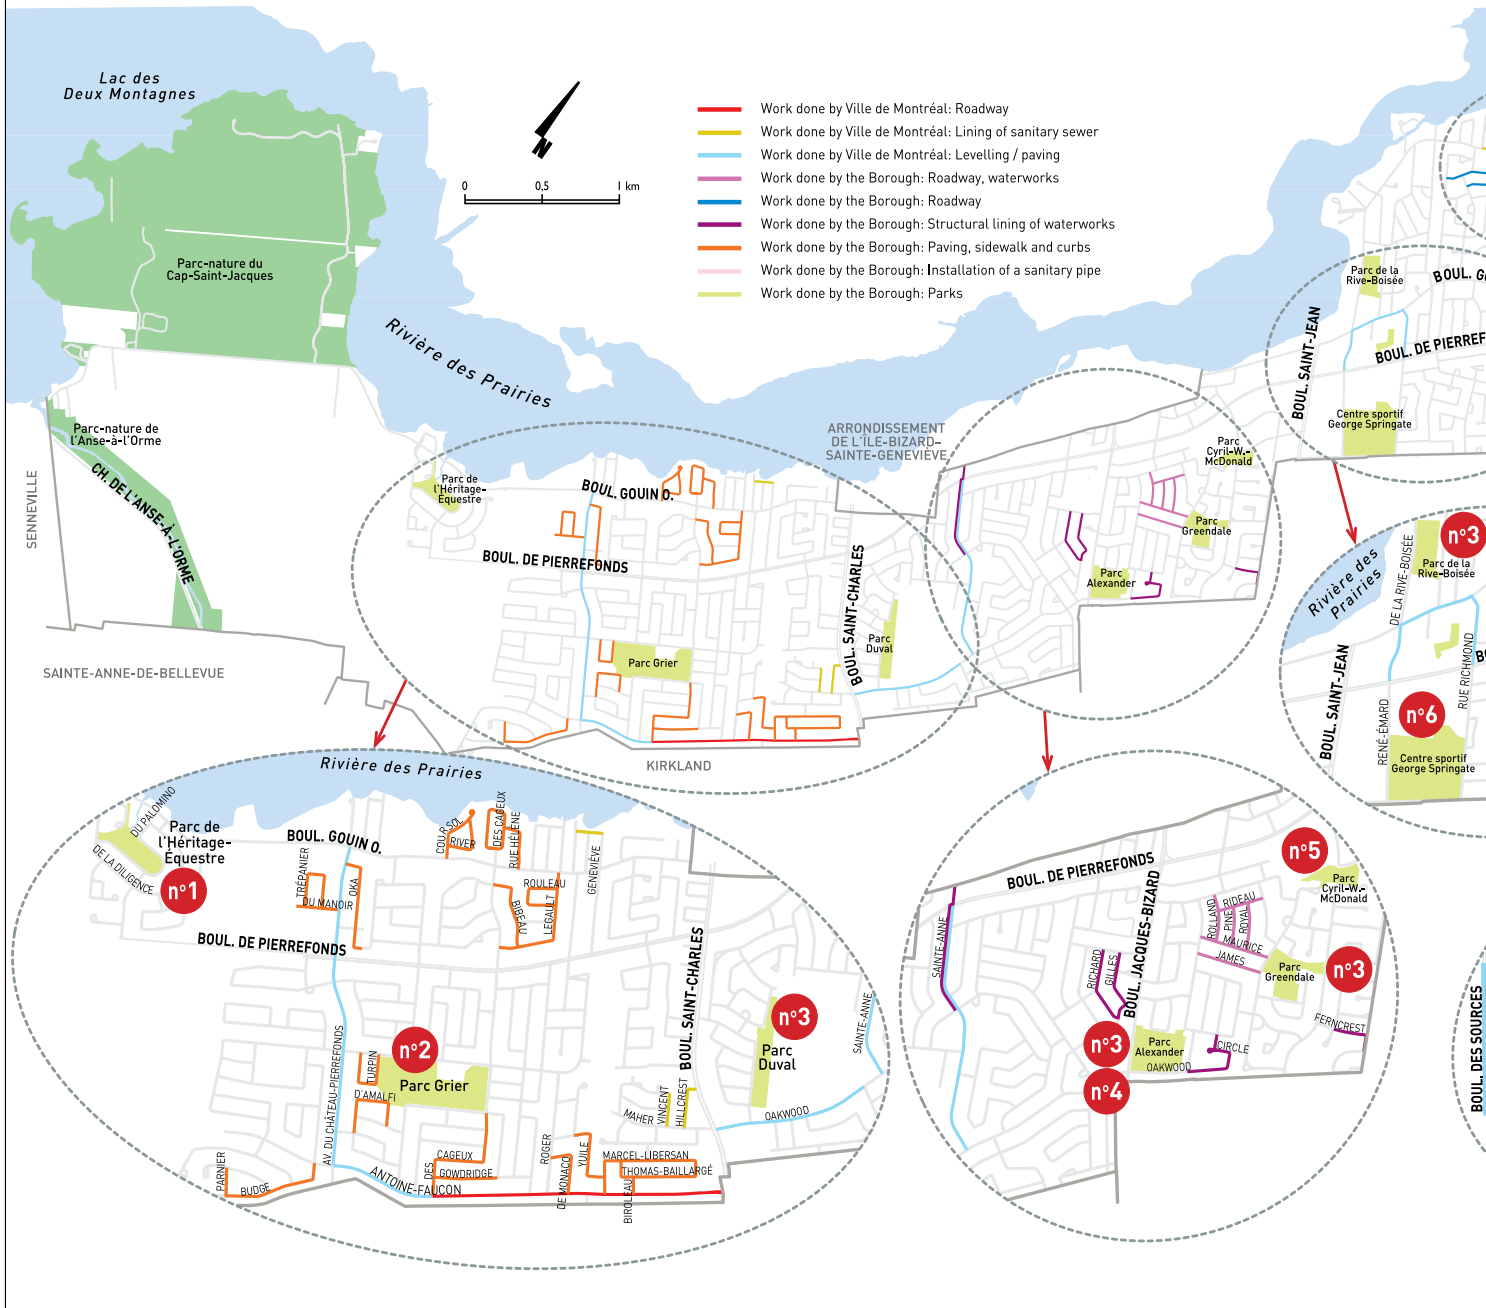 Lac des
Deux Montagnes
N
0
0,5
1 km
Work done by Ville de Montréal: Roadway
Work done by Ville de Montréal: Lining of sanitary sewer
Work done by Ville de Montréal: Levelling / paving
Work done by the Borough: Roadway, waterworks
Work done by the Borough: Roadway
Work done by the Borough: Structural lining of waterworks
Work done by the Borough: Paving, sidewalk and curbs
Work done by the Borough: Installation of a sanitary pipe
Work done by the Borough: Parks
Parc-nature du
Cap-Saint-Jacques
Rivière des Prairies
Parc-nature de
l'Anse-à-l'Orme
CH. DE L'ANSE-À-L'ORME
SENNEVILLE
SAINTE-ANNE-DE-BELLEVUE
Parc de
l'Héritage-
Équestre
BOUL. GOUIN O.
BOUL. DE PIERREFONDS
Parc Grier
BOUL. SAINT-CHARLES
Parc
Duval
KIRKLAND
ARRONDISSEMENT
DE L'ÎLE-BIZARD–
SAINTE-GENEVIÈVE
Parc
Cyril-W.-
McDonald
Parc
Greendale
Parc
Alexander
Parc de la
Rive-Boisée
BOUL. G
BOUL. SAINT-JEAN
BOUL. DE PIERREF
Centre sportif
George Springate
Rivière des
Prairies
DE LA RIVE-BOISÉE
n°3
Parc de la
Rive-Boisée
BOUL. SAINT-JEAN
RUE RICHMOND
B
RENÉ-ÉMARD
n°6
Centre sportif
George Springate
Rivière des Prairies
DU PALOMINO
Parc de
l'Héritage-
Équestre
DE LA DILIGENCE
n°1
BOUL. GOUIN O.
TRÉPANIER
DU MANOIR
OKA
COURSOL
RIVER
DES CAGEUX
RUE HÉLÈNE
GENEVIÈVE
ROULEAU
BIBEAU
LEGAULT
BOUL. DE PIERREFONDS
BOUL. SAINT-CHARLES
AV. DU CHÂTEAU-PIERREFONDS
n°2
TURPIN
Parc Grier
D'AMALFI
n°3
Parc
Duval
SAINTE-ANNE
OAKWOOD
MAHER
VINCENT
HILLCREST
PARNIER
BUDGE
ANTOINE-FAUCON
DES
CAGEUX
GOWDRIDGE
ROGER
DE MONACO
YUILE
MARCEL-LIBERSAN
THOMAS-BAILLARGÉ
BIROLEAU
BOUL. DE PIERREFONDS
n°5
Parc
Cyril-W.-
McDonald
SAINTE-ANNE
BOUL. JACQUES-BIZARD
ROLLAND
PINE
ROYAL
RIDEAU
MAURICE
JAMES
RICHARD
GILLES
Parc
Greendale
n°3
FERNCREST
n°3
Parc
Alexander
OAKWOOD
CIRCLE
n°4
BOUL. DES SOURCES